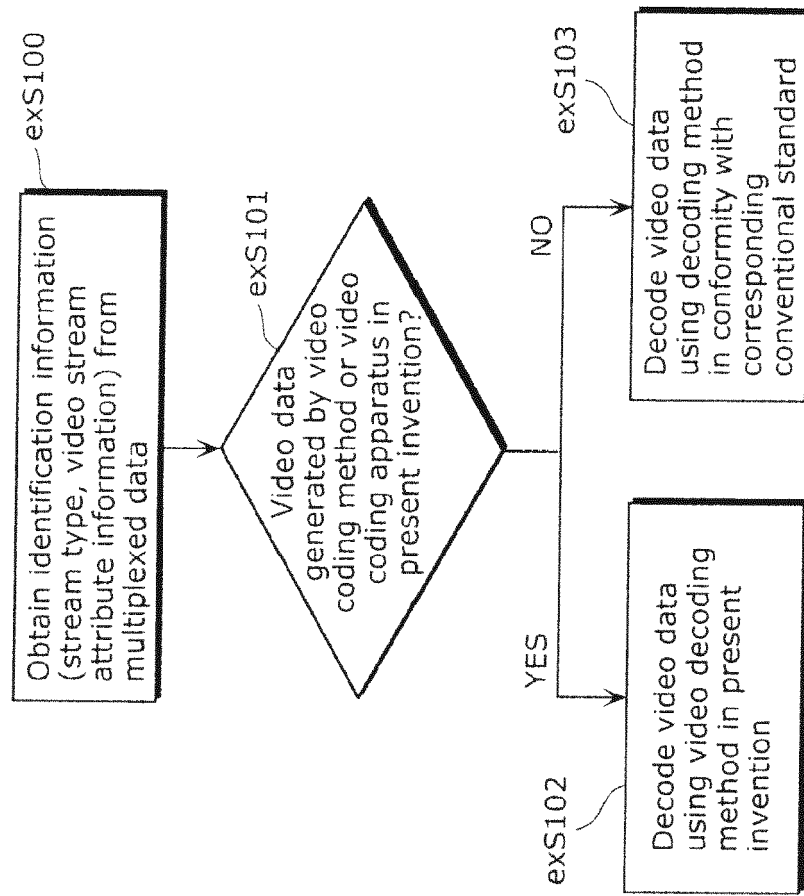 exS100
Obtain identification information
(stream type, video stream
attribute information) from
multiplexed data
exS101
Video data
generated by video
coding method or video
coding apparatus in
present invention?
YES
NO
exS102
Decode video data
using video decoding
method in present
invention
exS103
Decode video data
using decoding method
in conformity with
corresponding
conventional standard